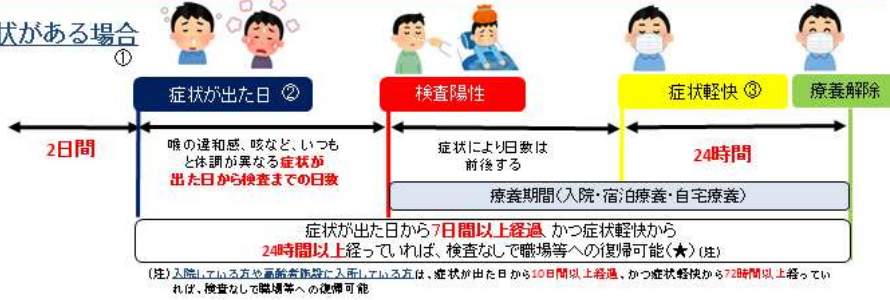 状がある場合
①
症状が出た日 ②
検査陽性
症状軽快 ③
療養解除
2日間
喉の違和感、咳など、いつも
と体調が異なる症状が
出た日から検査までの日数
症状により日数は
前後する
24時間
療養期間(入院・宿泊療養・自宅療養)
症状が出た日から7日間以上経過、かつ症状軽快から
24時間以上経っていれば、検査なしで職場等への復帰可能(★)(注)
(注)入院している方や高齢者施設に入所している方は、症状が出た日から10日間以上経過、かつ症状軽快から72時間以上経ってい
れば、検査なしで職場等への復帰可能